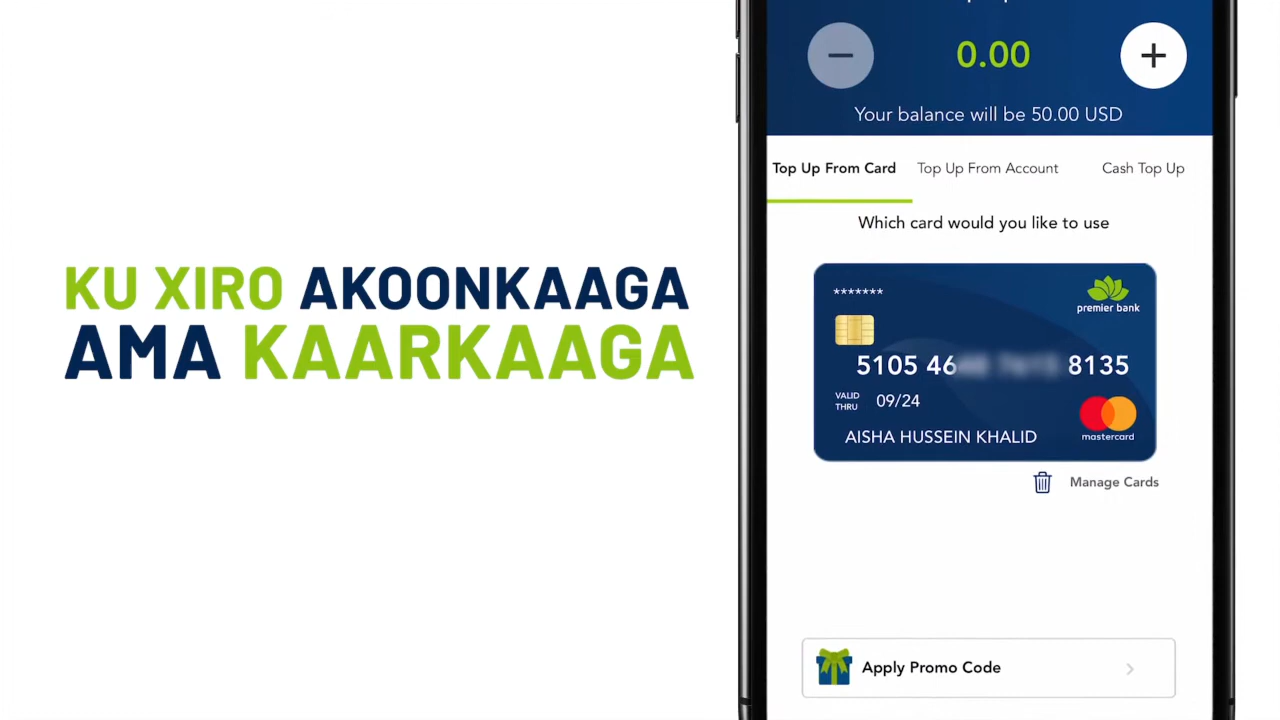 KU XIRO AKOONKAAGA
AMA KAARKAAGA
0.00
Your balance will be 50.00 USD
Top Up From Card
Top Up From Account
Cash Top Up
Which card would you like to use
*******
premier bank
5105 46 8135
VALID
THRU
09/24
AISHA HUSSEIN KHALID
mastercard
Manage Cards
Apply Promo Code